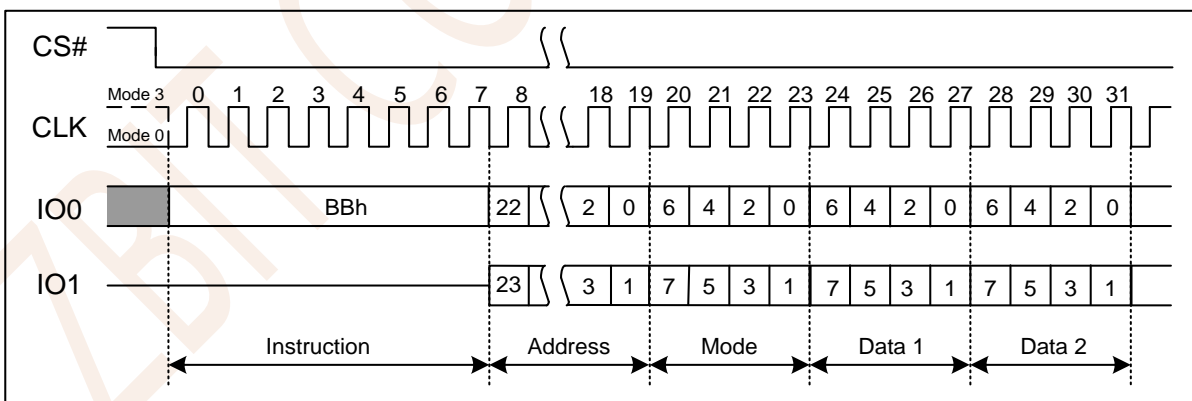 CS#
Mode 3 0 1 2 3 4 5 6 7 8 18 19 20 21 22 23 24 25 26 27 28 29 30 31
CLK
Mode 0
IO0 BBh 22 2 0 6 4 2 0 6 4 2 0 6 4 2 0
IO1 23 3 1 7 5 3 1 7 5 3 1 7 5 3 1
Instruction Address Mode Data 1 Data 2